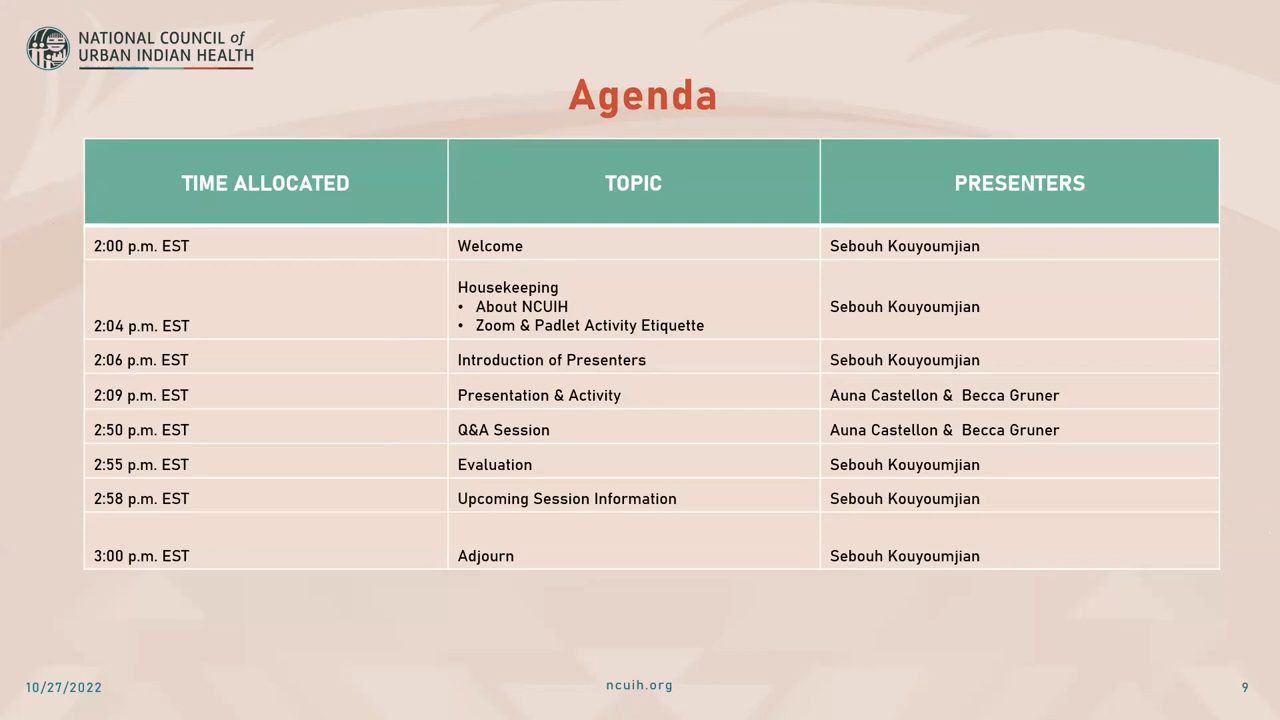 NATIONAL COUNCIL of
URBAN INDIAN HEALTH
Agenda
TIME ALLOCATED TOPIC PRESENTERS
2:00 p.m. EST Welcome Sebouh Kouyoumjian
Housekeeping
• About NCUIH Sebouh Kouyoumjian
2:04 p.m. EST • Zoom & Padlet Activity Etiquette
2:06 p.m. EST Introduction of Presenters Sebouh Kouyoumjian
2:09 p.m. EST Presentation & Activity Auna Castellon & Becca Gruner
2:50 p.m. EST Q&A Session Auna Castellon & Becca Gruner
2:55 p.m. EST Evaluation Sebouh Kouyoumjian
2:58 p.m. EST Upcoming Session Information Sebouh Kouyoumjian
3:00 p.m. EST Adjourn Sebouh Kouyoumjian
10/27/2022 ncuih.org 9